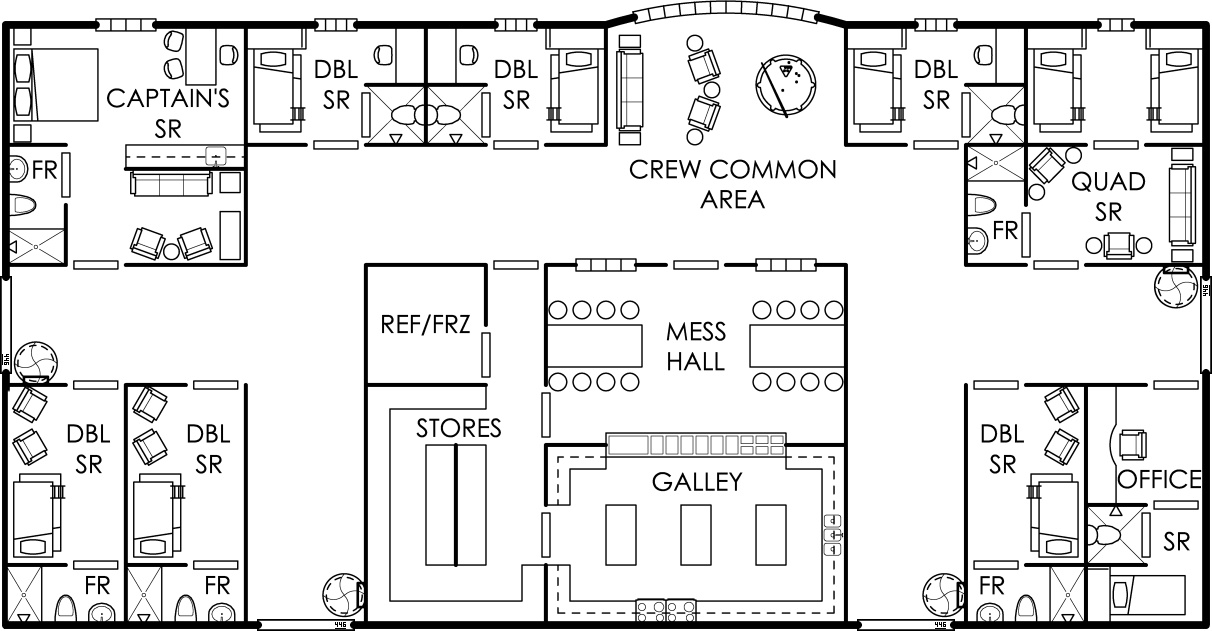 DBL
SR
DBL
SR
DBL
SR
CAPTAIN'S
SR
FR
CREW COMMON
AREA
QUAD
SR
FR
REF/FRZ
MESS
HALL
STORES
DBL
SR
DBL
SR
DBL
SR
GALLEY
OFFICE
SR
FR
FR
FR